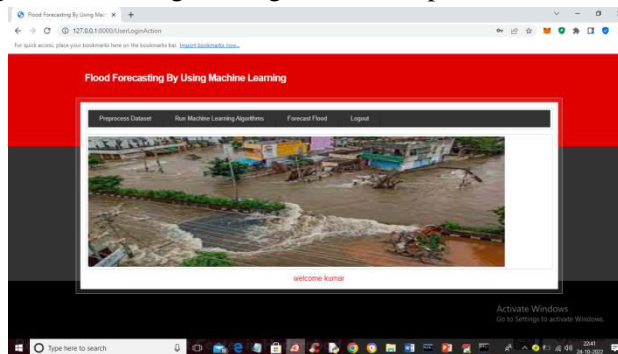 Flood Forecasting By Using Mac
127.0.0.1:8000/UserLoginAction
For quick access, place your bookmarks here on the bookmarks bar. Import bookmarks now...
Flood Forecasting By Using Machine Learning
Preprocess Dataset Run Machine Learning Algorithms Forecast Flood Logout
welcome kumar
Activate Windows
Go to Settings to activate Windows.
Type here to search
22:41
24-10-2022